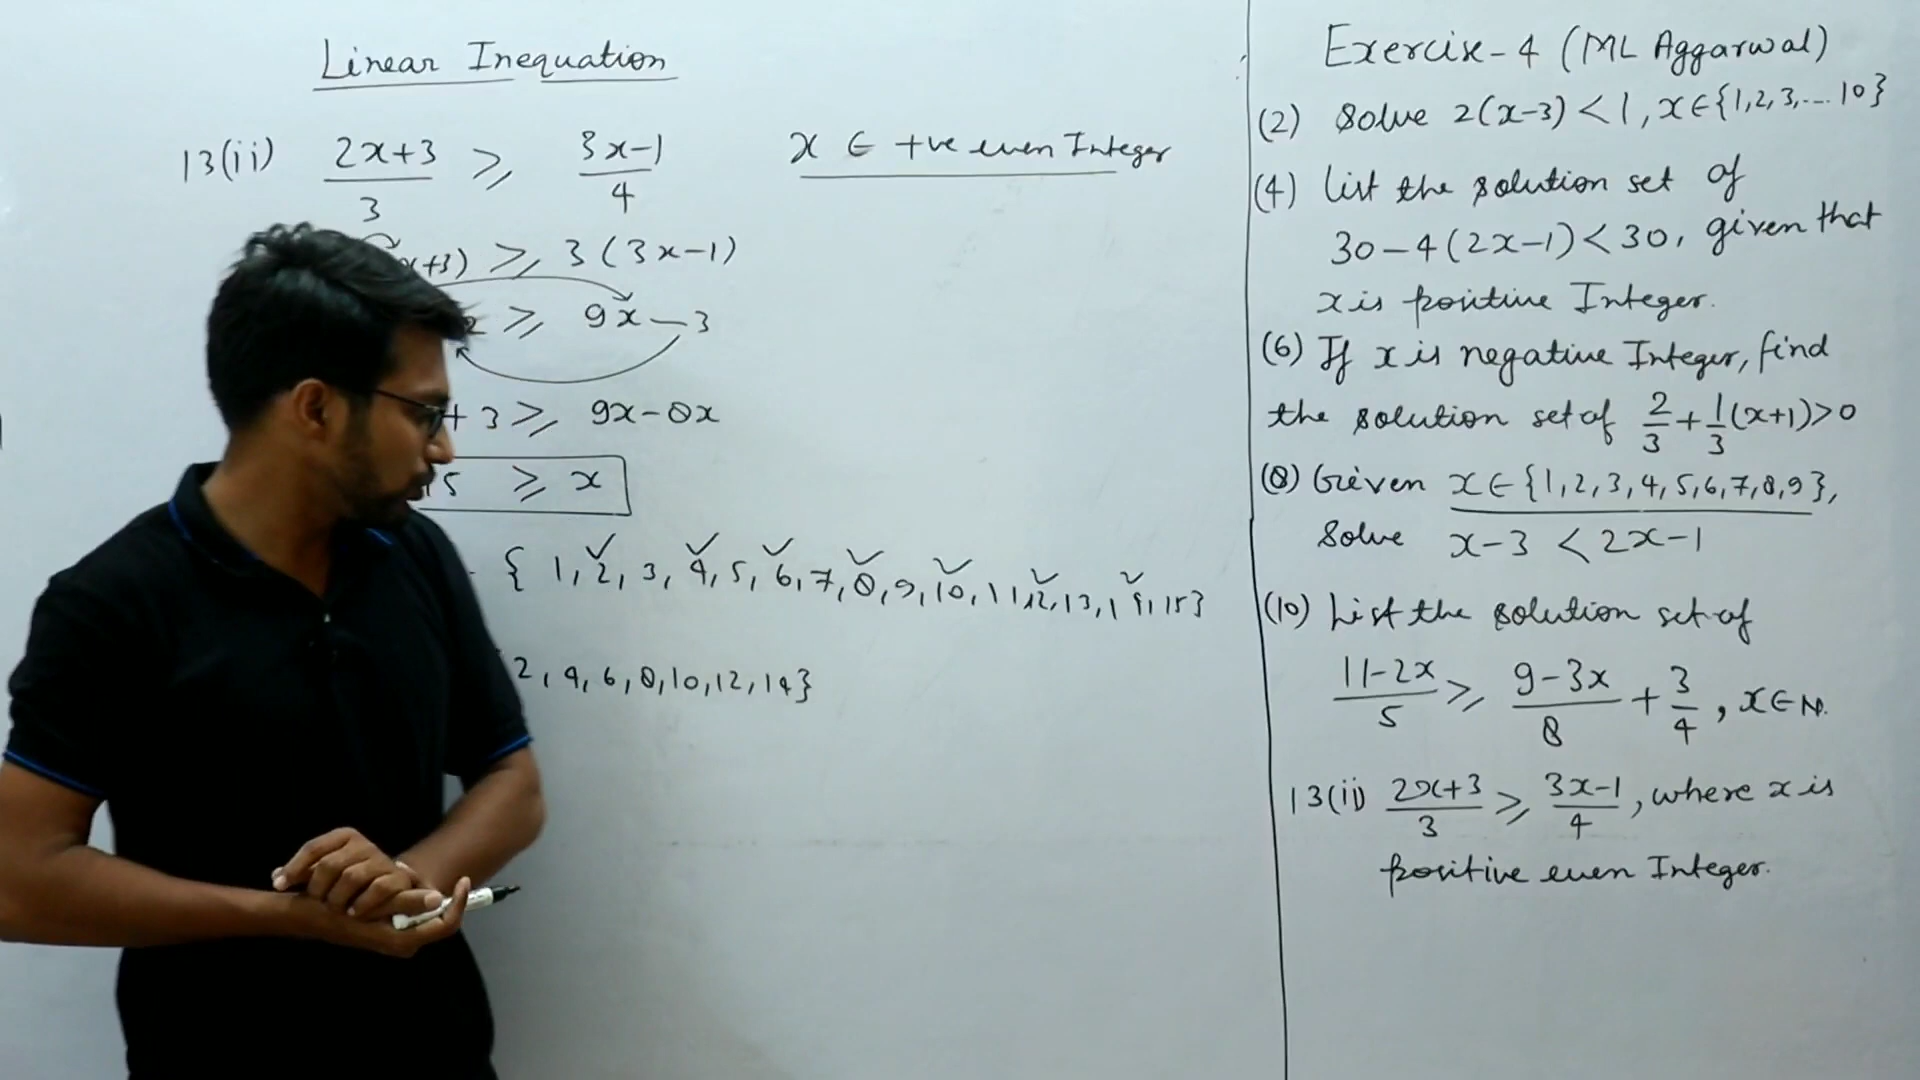 Linear Inequation
13(ii) 2x+3/3 ≥ 3x-1/4 x ∈ +ve even Integer
x+3) ≥ 3(3x-1)
2 ≥ 9x-3
+3 ≥ 9x-8x
15 ≥ x
{1, 2, 3, 4, 5, 6, 7, 8, 9, 10, 11, 12, 13, 14, 15}
2, 4, 6, 8, 10, 12, 14}
Exercise-4 (ML Aggarwal)
(2) Solve 2(x-3) < 1, x ∈ {1,2,3,....10}
(4) List the solution set of
30-4(2x-1) < 30, given that
x is positive Integer.
(6) If x is negative Integer, find
the solution set of 2/3 + 1/3(x+1) > 0
(8) Given x ∈ {1,2,3,4,5,6,7,8,9},
Solve x-3 < 2x-1
(10) List the solution set of
11-2x/5 ≥ 9-3x/8 + 3/4, x ∈ N.
13(ii) 2x+3/3 ≥ 3x-1/4, where x is
positive even Integer.